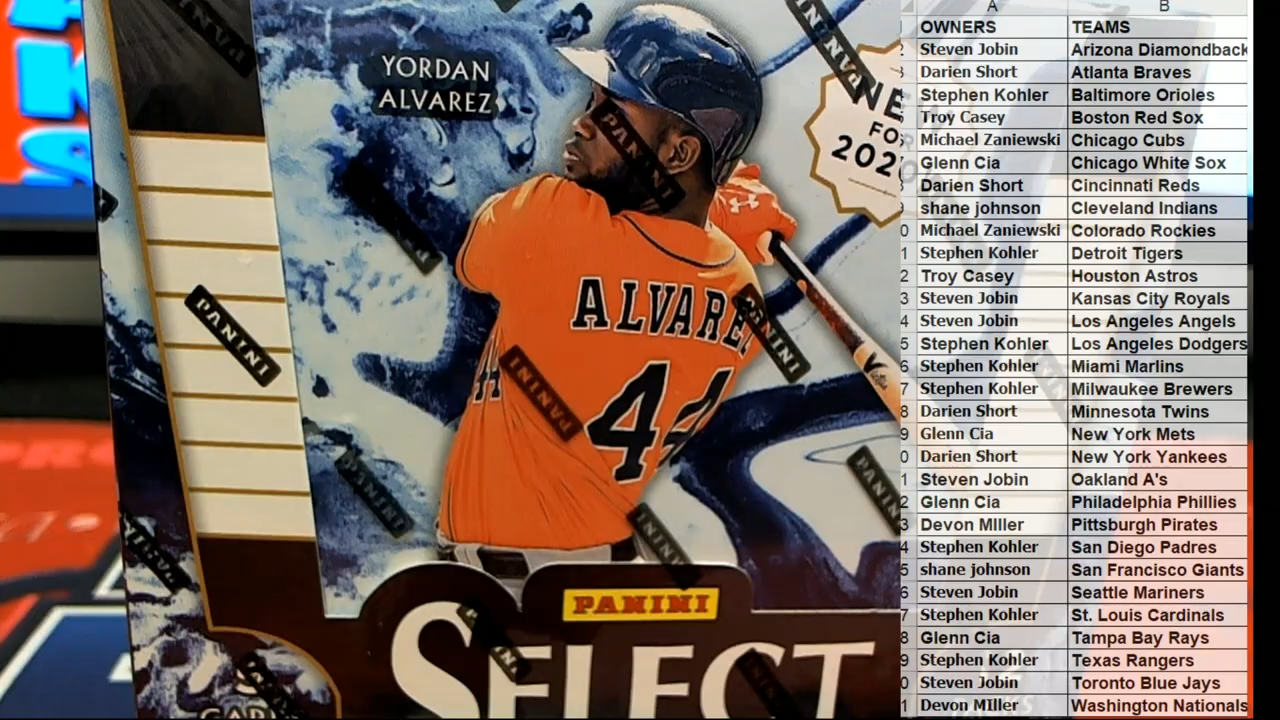 YORDAN
ALVAREZ
FO
202
PANINI
ALVAREZ
44
PANINI
SELECT
A B
OWNERS TEAMS
Steven Jobin Arizona Diamondback
Darien Short Atlanta Braves
Stephen Kohler Baltimore Orioles
Troy Casey Boston Red Sox
Michael Zaniewski Chicago Cubs
Glenn Cia Chicago White Sox
Darien Short Cincinnati Reds
shane johnson Cleveland Indians
Michael Zaniewski Colorado Rockies
Stephen Kohler Detroit Tigers
Troy Casey Houston Astros
Steven Jobin Kansas City Royals
Steven Jobin Los Angeles Angels
Stephen Kohler Los Angeles Dodgers
Stephen Kohler Miami Marlins
Stephen Kohler Milwaukee Brewers
Darien Short Minnesota Twins
Glenn Cia New York Mets
Darien Short New York Yankees
Steven Jobin Oakland A's
Glenn Cia Philadelphia Phillies
Devon MIller Pittsburgh Pirates
Stephen Kohler San Diego Padres
shane johnson San Francisco Giants
Steven Jobin Seattle Mariners
Stephen Kohler St. Louis Cardinals
Glenn Cia Tampa Bay Rays
Stephen Kohler Texas Rangers
Steven Jobin Toronto Blue Jays
Devon MIller Washington Nationals